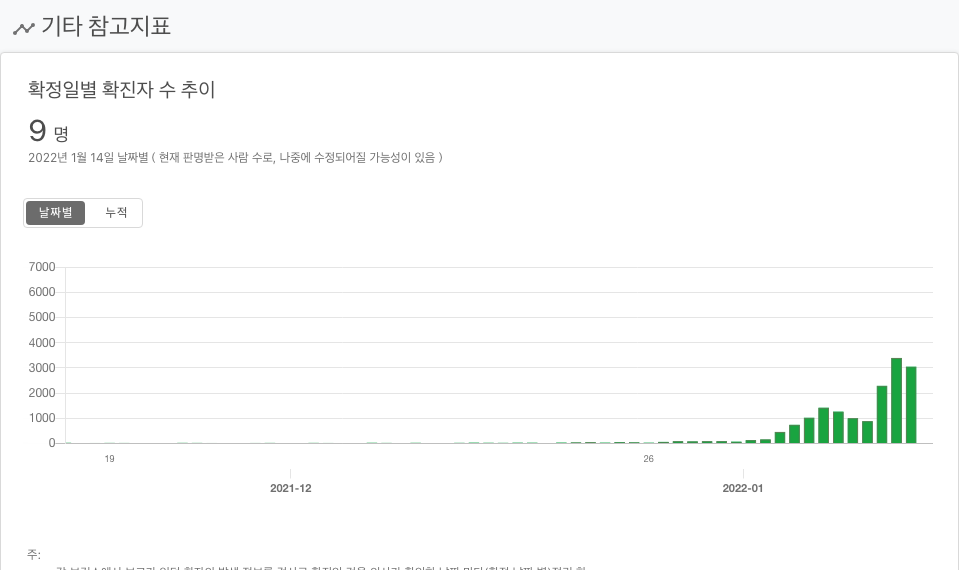 기타 참고지표
확정일별 확진자 수 추이
9 명
2022년 1월 14일 날짜별 ( 현재 판명받은 사람 수로, 나중에 수정되어질 가능성이 있음 )
날짜별 누적
7000
6000
5000
4000
3000
2000
1000
0
19 26
2021-12 2022-01
주: